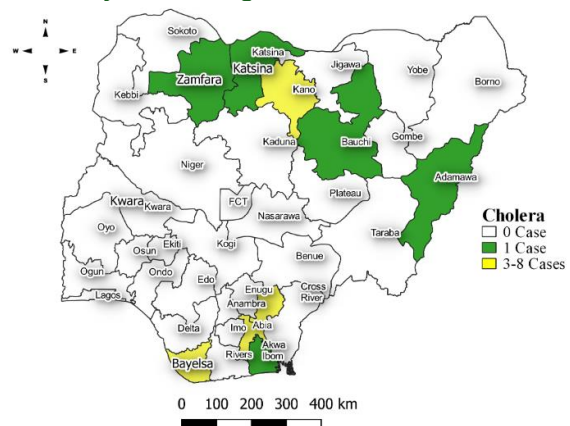 N
W E
S
Sokoto
Katsina
Zamfara
Katsina
Jigawa
Yobe
Borno
Kebbi
Kano
Kaduna
Bauchi
Gombe
Niger
Adamawa
Plateau
Kwara
Kwara
FCT
Nasarawa
Taraba
Oyo
Osun
Ekiti
Kogi
Benue
Ogun
Ondo
Edo
Lagos
Enugu
Anambra
Cross
River
Delta
Imo
Abia
Bayelsa
Rivers
Akwa
Ibom
Cholera
0 Case
1 Case
3-8 Cases
0 100 200 300 400 km